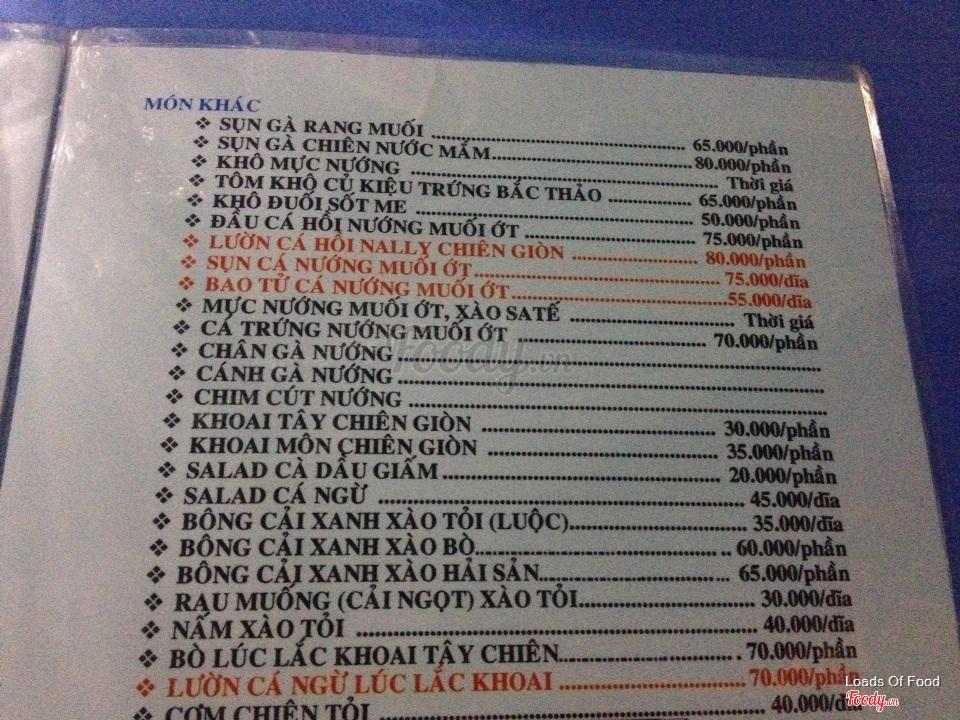 MÓN KHÁC
❖ SỤN GÀ RANG MUỐI ........ 65.000/phần
❖ SỤN GÀ CHIÊN NƯỚC MẮM ........ 80.000/phần
❖ KHÔ MỰC NƯỚNG ........ Thời giá
❖ TÔM KHÔ CỦ KIỆU TRỨNG BẮC THẢO ........ 65.000/phần
❖ KHÔ ĐUỐI SỐT ME ........ 50.000/phần
❖ ĐẦU CÁ HỒI NƯỚNG MUỐI ỚT ........ 75.000/phần
❖ LƯỜN CÁ HỒI NALLY CHIÊN GIÒN ........ 80.000/phần
❖ SỤN CÁ NƯỚNG MUỐI ỚT ........ 75.000/dĩa
❖ BAO TỬ CÁ NƯỚNG MUỐI ỚT ........ 55.000/dĩa
❖ MỰC NƯỚNG MUỐI ỚT, XÀO SATẾ ........ Thời giá
❖ CÁ TRỨNG NƯỚNG MUỐI ỚT ........ 70.000/phần
❖ CHÂN GÀ NƯỚNG ........
❖ CÁNH GÀ NƯỚNG ........
❖ CHIM CÚT NƯỚNG ........
❖ KHOAI TÂY CHIÊN GIÒN ........ 30.000/phần
❖ KHOAI MÔN CHIÊN GIÒN ........ 35.000/phần
❖ SALAD CÀ DẦU GIẤM ........ 20.000/phần
❖ SALAD CÁ NGỪ ........ 45.000/dĩa
❖ BÔNG CẢI XANH XÀO TỎI (LUỘC) ........ 35.000/dĩa
❖ BÔNG CẢI XANH XÀO BÒ ........ 60.000/phần
❖ BÔNG CẢI XANH XÀO HẢI SẢN ........ 65.000/phần
❖ RAU MUỐNG (CẢI NGỌT) XÀO TỎI ........ 30.000/dĩa
❖ NẤM XÀO TỎI ........ 40.000/dĩa
❖ BÒ LÚC LẮC KHOAI TÂY CHIÊN ........ 70.000/phần
❖ LƯỜN CÁ NGỪ LÚC LẮC KHOAI ........ 70.000/phần
❖ CƠM CHIÊN TỎI ........ 40.000/dĩa
Foody.vn
Loads Of Food
Foody.vn